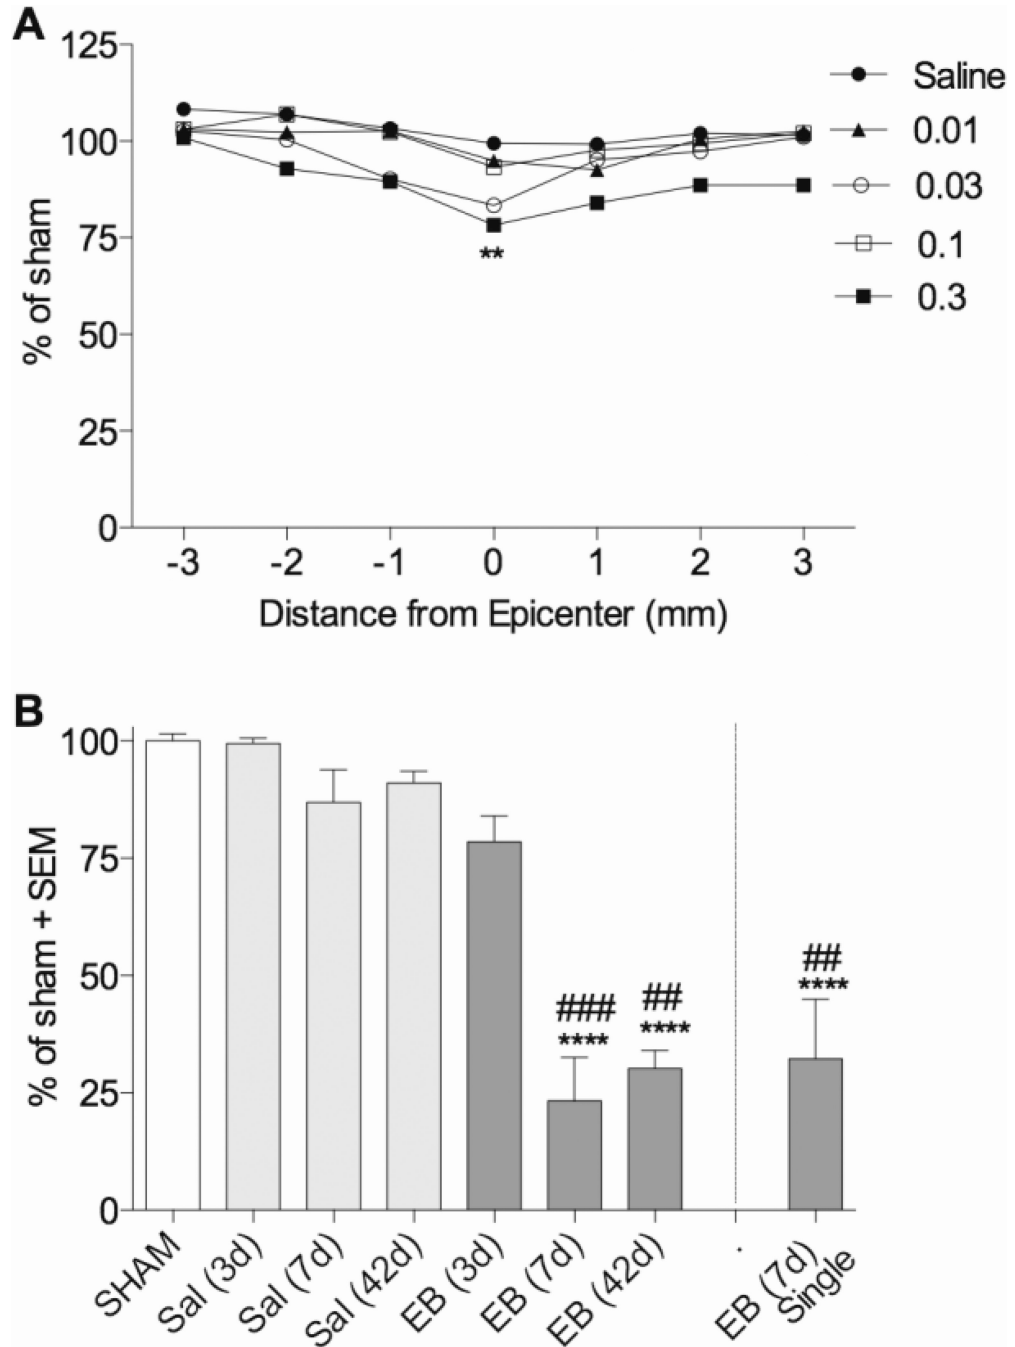 A
125
100
75
50
25
0
% of sham
-3 -2 -1 0 1 2 3
Distance from Epicenter (mm)
**
Saline
0.01
0.03
0.1
0.3
B
100
75
50
25
0
% of sham + SEM
###
****
##
****
##
****
SHAM
Sal (3d)
Sal (7d)
Sal (42d)
EB (3d)
EB (7d)
EB (42d)
.
EB (7d)
Single